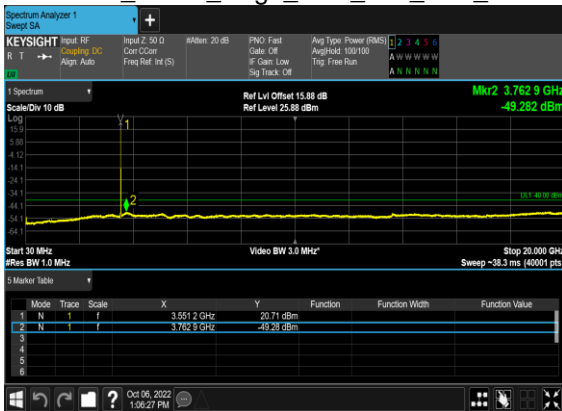 Spectrum Analyzer 1
Swept SA
+
KEYSIGHT Input: RF Input Z: 50 Ω #Atten: 20 dB PNO: Fast Avg Type: Power (RMS) 1 2 3 4 5 6
R T Coupling: DC Corr CCorr Gate: Off Avg|Hold: 100/100 A W W W W W
Align: Auto Freq Ref: Int (S) IF Gain: Low Trig: Free Run
Sig Track: Off A N N N N N
1 Spectrum Ref Lvl Offset 15.88 dB Mkr2 3.762 9 GHz
Scale/Div 10 dB Ref Level 25.88 dBm -49.282 dBm
Log
15.9
5.88
-4.12
-14.1
-24.1
-34.1
DL1 -40.00 dBm
-44.1
-54.1
-64.1
1
2
Start 30 MHz Video BW 3.0 MHz* Stop 20.000 GHz
#Res BW 1.0 MHz Sweep ~38.3 ms (40001 pts)
5 Marker Table
Mode Trace Scale X Y Function Function Width Function Value
1 N 1 f 3.551 2 GHz 20.71 dBm
2 N 1 f 3.762 9 GHz -49.28 dBm
3
4
5
6
? Oct 06, 2022
1:06:27 PM